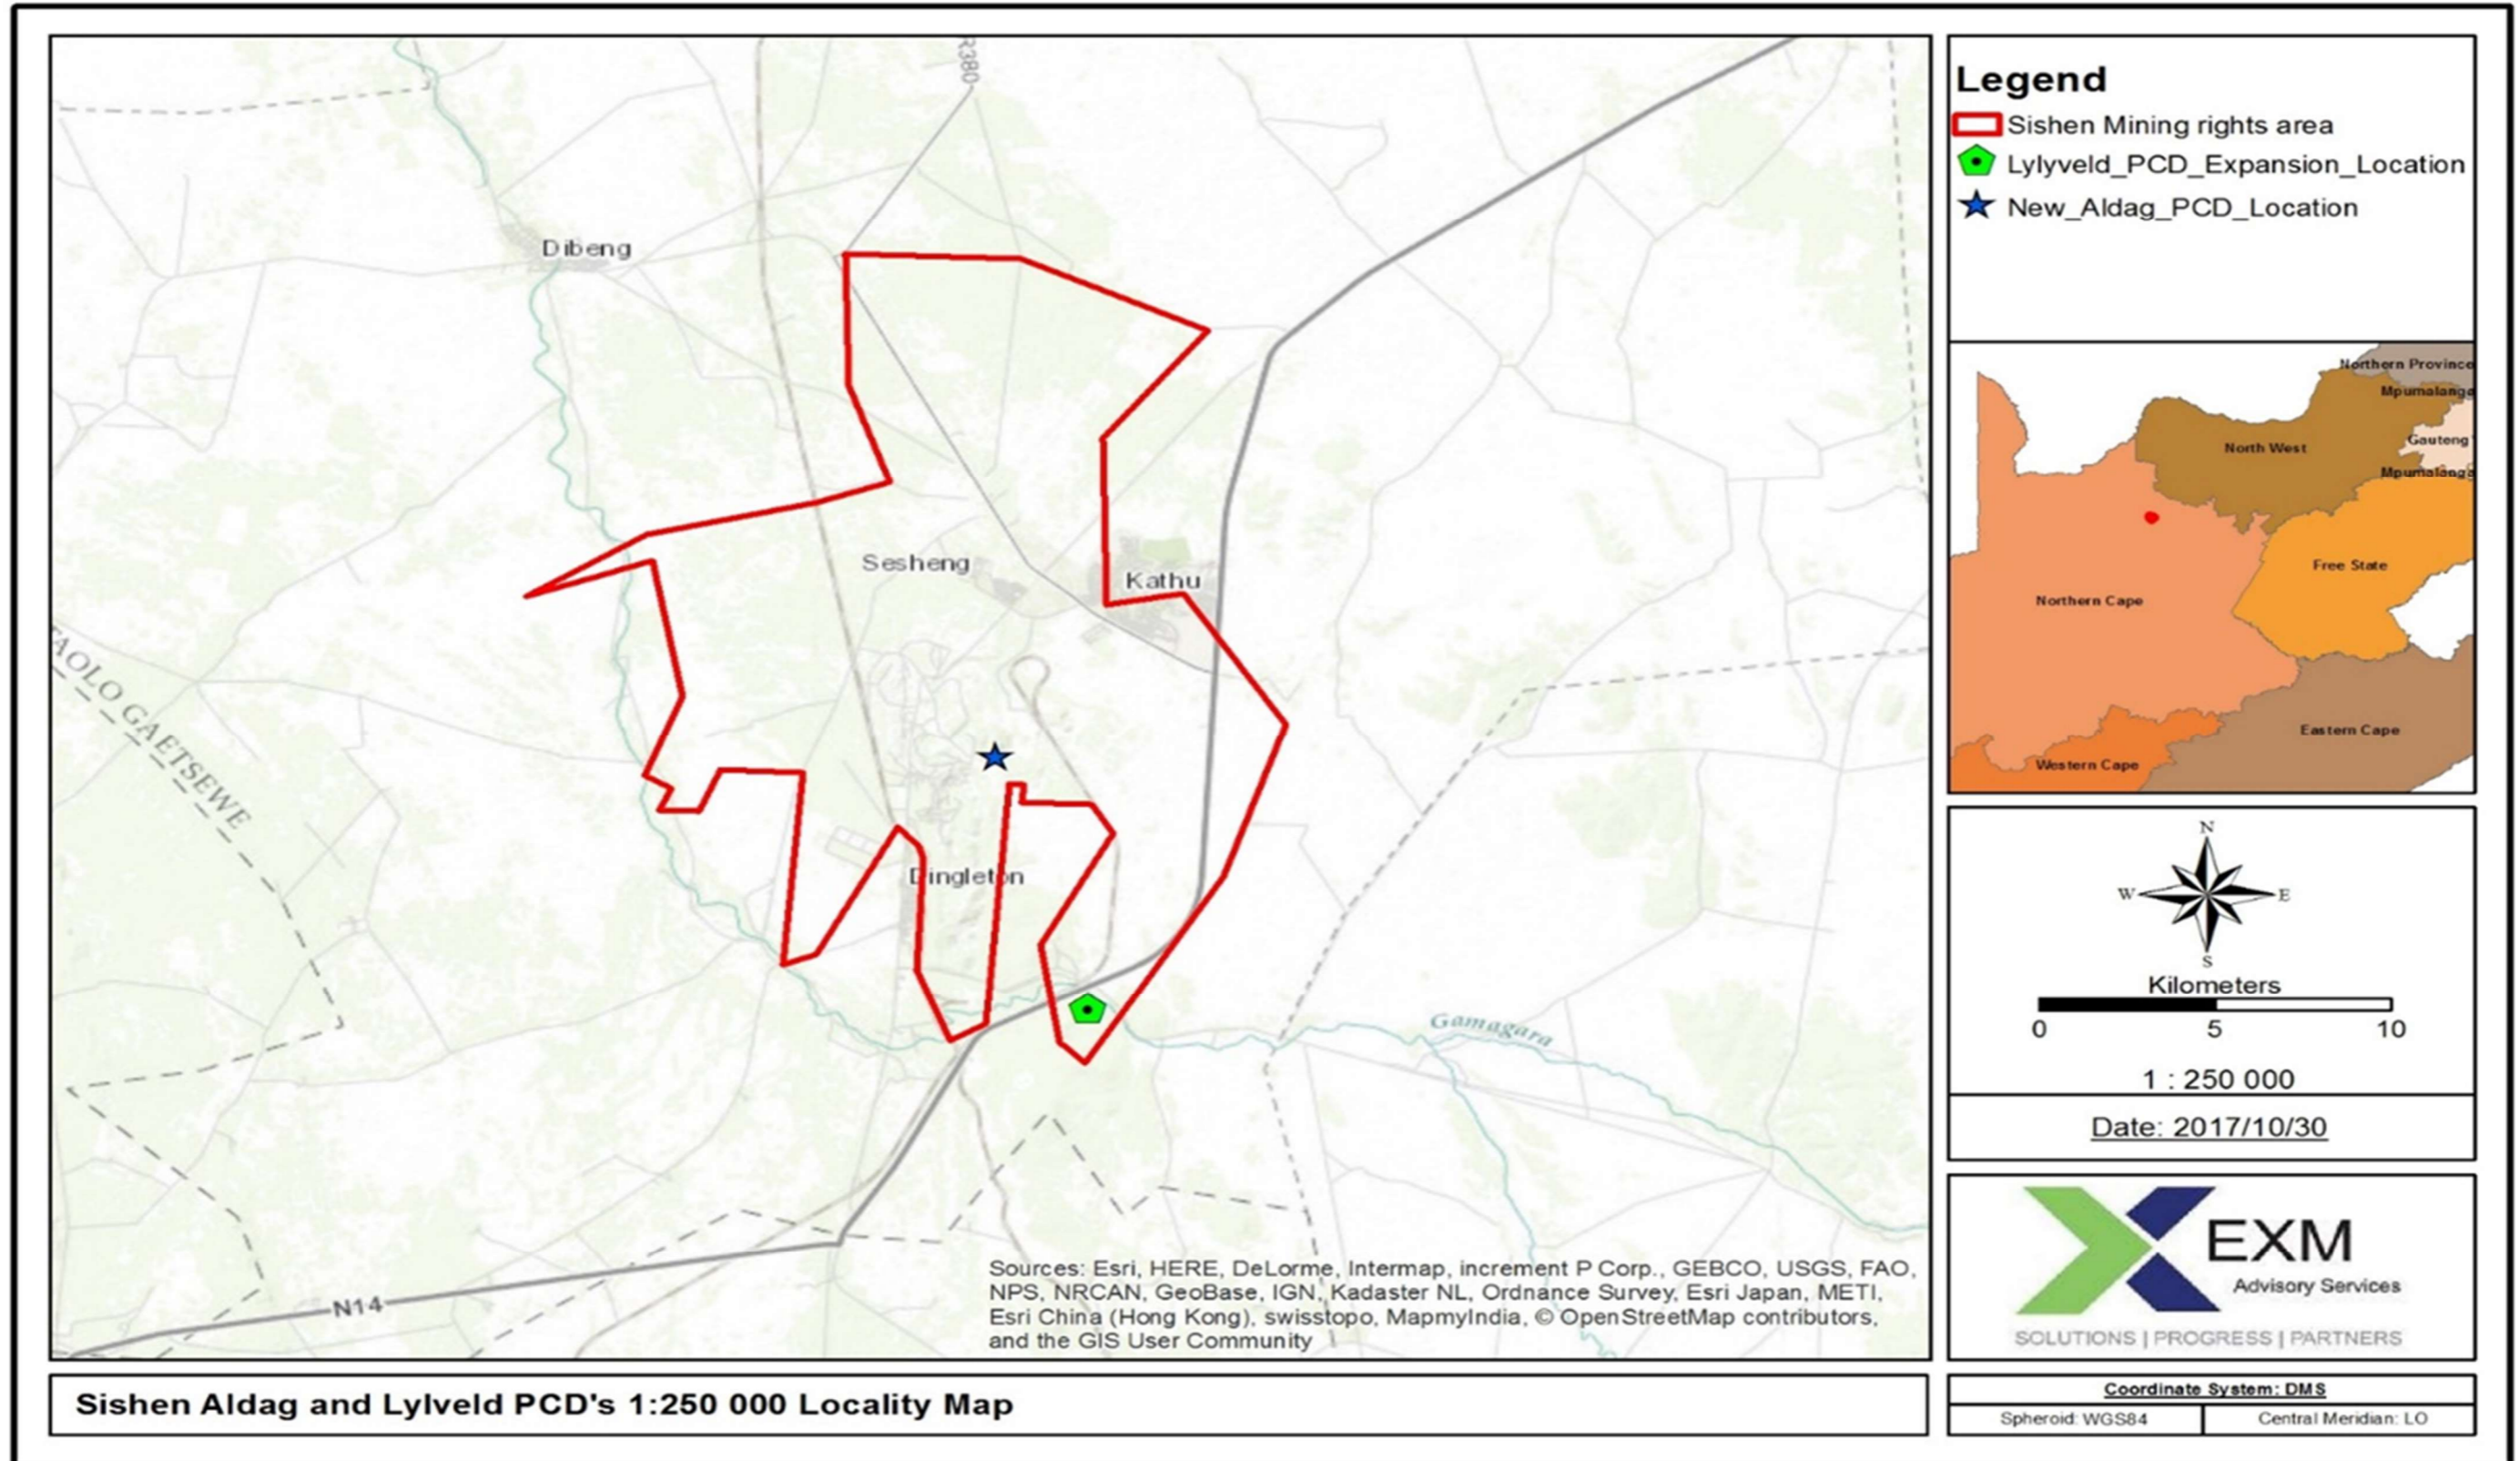 R380
Dibeng
Sesheng
Kathu
TAOLO GAETSEWE
Dingleton
Gamagara
N14
Sources: Esri, HERE, DeLorme, Intermap, increment P Corp., GEBCO, USGS, FAO,
NPS, NRCAN, GeoBase, IGN, Kadaster NL, Ordnance Survey, Esri Japan, METI,
Esri China (Hong Kong), swisstopo, MapmyIndia, © OpenStreetMap contributors,
and the GIS User Community
Sishen Aldag and Lylveld PCD's 1:250 000 Locality Map
Legend
Sishen Mining rights area
Lylyveld_PCD_Expansion_Location
New_Aldag_PCD_Location
Northern Province
Mpumalanga
Gauteng
North West
Mpumalanga
Free State
Northern Cape
Eastern Cape
Western Cape
N
W E
S
Kilometers
0 5 10
1 : 250 000
Date: 2017/10/30
EXM
Advisory Services
SOLUTIONS | PROGRESS | PARTNERS
Coordinate System: DMS
Spheroid: WGS84 Central Meridian: LO